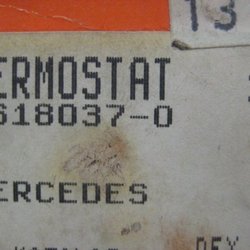 13
ERMOSTAT
618037-0
ERCEDES